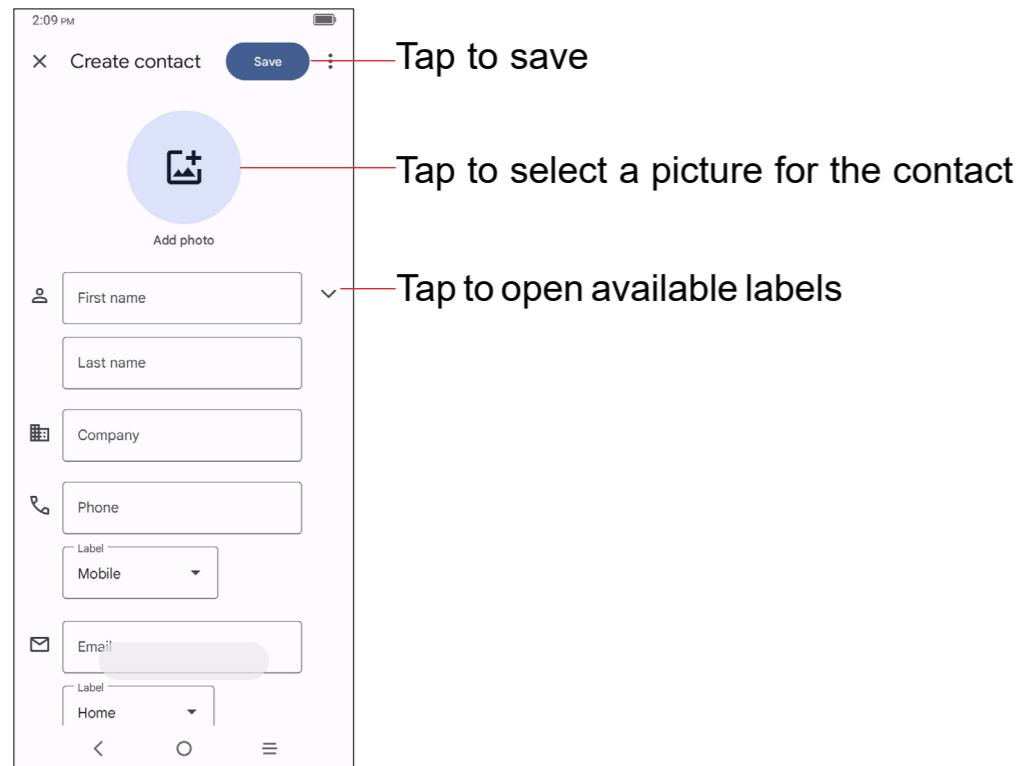 2:09 PM
Create contact
Save
Tap to save
Tap to select a picture for the contact
Add photo
First name
Tap to open available labels
Last name
Company
Phone
Label
Mobile
Email
Label
Home